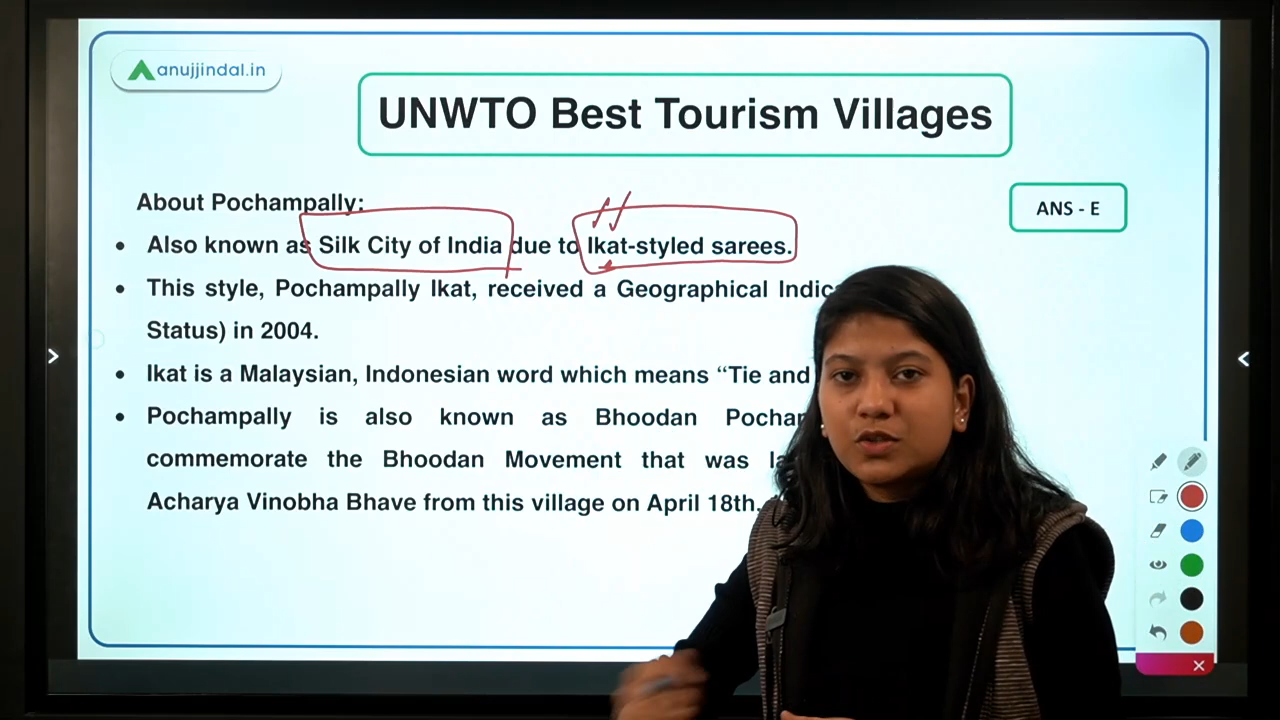 anujjindal.in
UNWTO Best Tourism Villages
About Pochampally:
ANS - E
• Also known as Silk City of India due to Ikat-styled sarees.
• This style, Pochampally Ikat, received a Geographical
Status) in 2004.
• Ikat is a Malaysian, Indonesian word which means “Tie and
• Pochampally is also known as Bhoodan
commemorate the Bhoodan Movement that was
Acharya Vinobha Bhave from this village on April 18th.